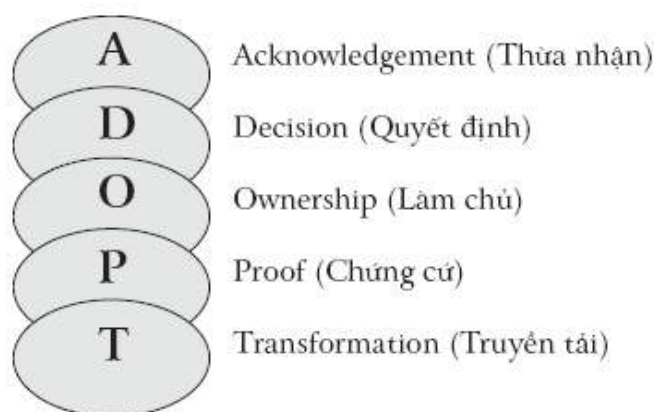 A Acknowledgement (Thừa nhận)
D Decision (Quyết định)
O Ownership (Làm chủ)
P Proof (Chứng cứ)
T Transformation (Truyền tải)